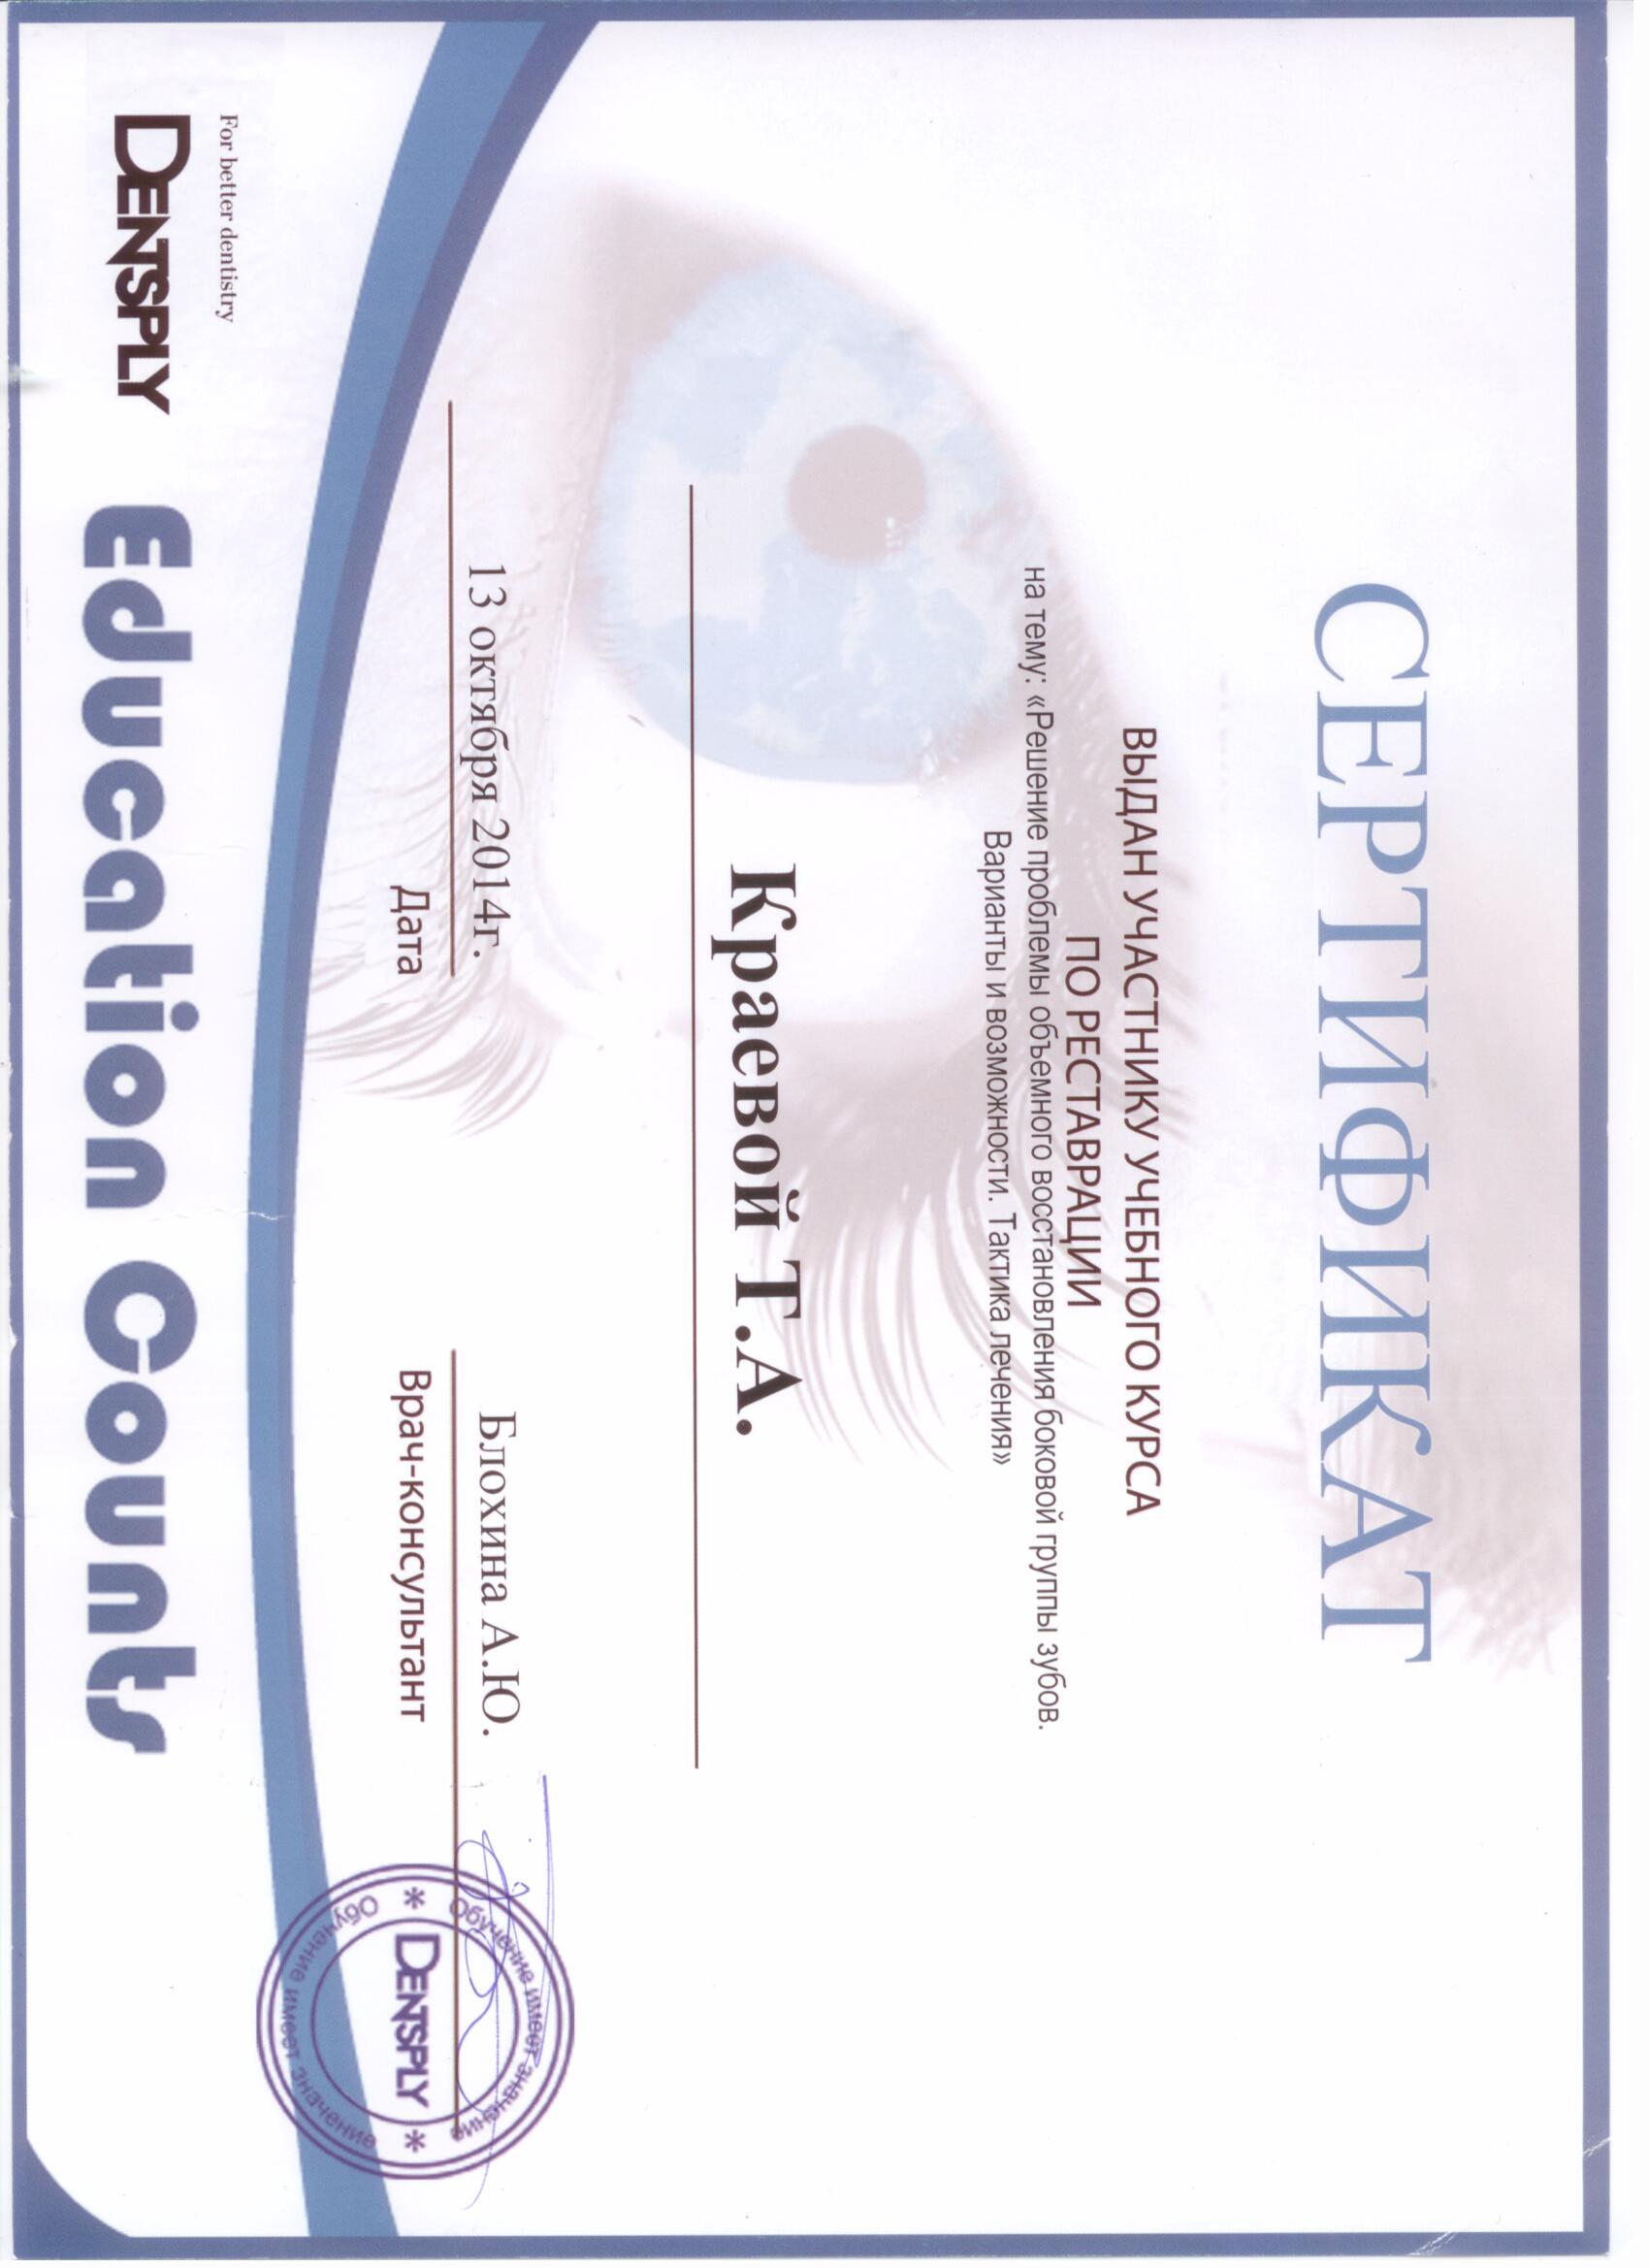 СЕРТИФИКАТ
ВЫДАН УЧАСТНИКУ УЧЕБНОГО КУРСА
ПО РЕСТАВРАЦИИ
на тему: «Решение проблемы объемного восстановления боковой группы зубов.
Варианты и возможности. Тактика лечения»
Краевой Т.А.
13 октября 2014г.
Дата
Блохина А.Ю.
Врач-консультант
Обучение имеет значение
* DENSPLY *
Обучение имеет значение
For better dentistry
DENTSPLY
Education Counts